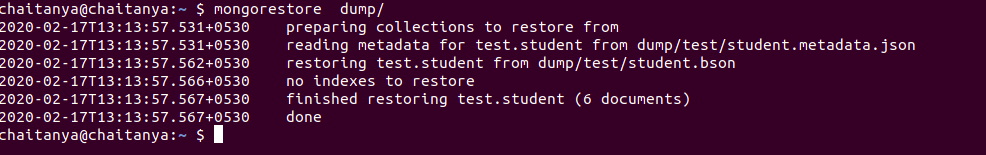 chaitanya@chaitanya:~ $ mongorestore  dump/
2020-02-17T13:13:57.531+0530    preparing collections to restore from
2020-02-17T13:13:57.531+0530    reading metadata for test.student from dump/test/student.metadata.json
2020-02-17T13:13:57.562+0530    restoring test.student from dump/test/student.bson
2020-02-17T13:13:57.566+0530    no indexes to restore
2020-02-17T13:13:57.567+0530    finished restoring test.student (6 documents)
2020-02-17T13:13:57.567+0530    done
chaitanya@chaitanya:~ $